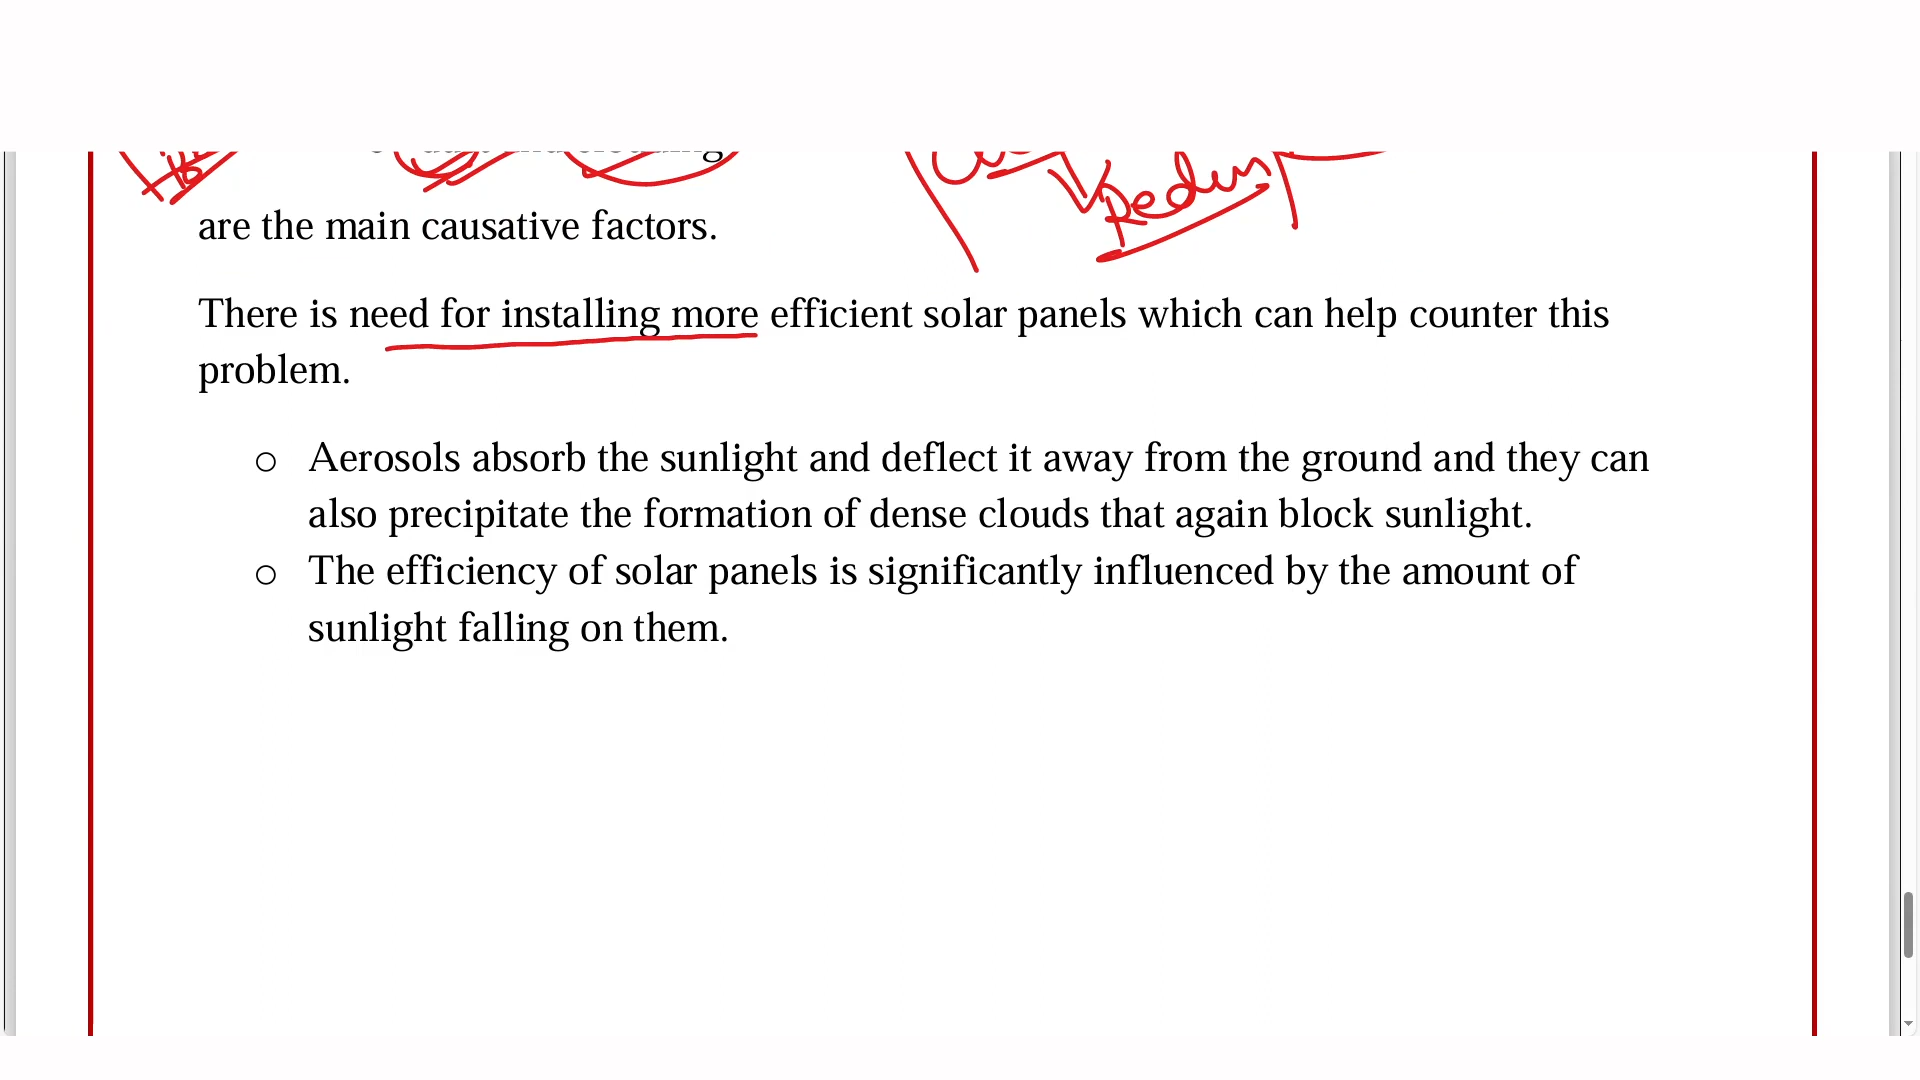 are the main causative factors.
There is need for installing more efficient solar panels which can help counter this
problem.
o Aerosols absorb the sunlight and deflect it away from the ground and they can
also precipitate the formation of dense clouds that again block sunlight.
o The efficiency of solar panels is significantly influenced by the amount of
sunlight falling on them.